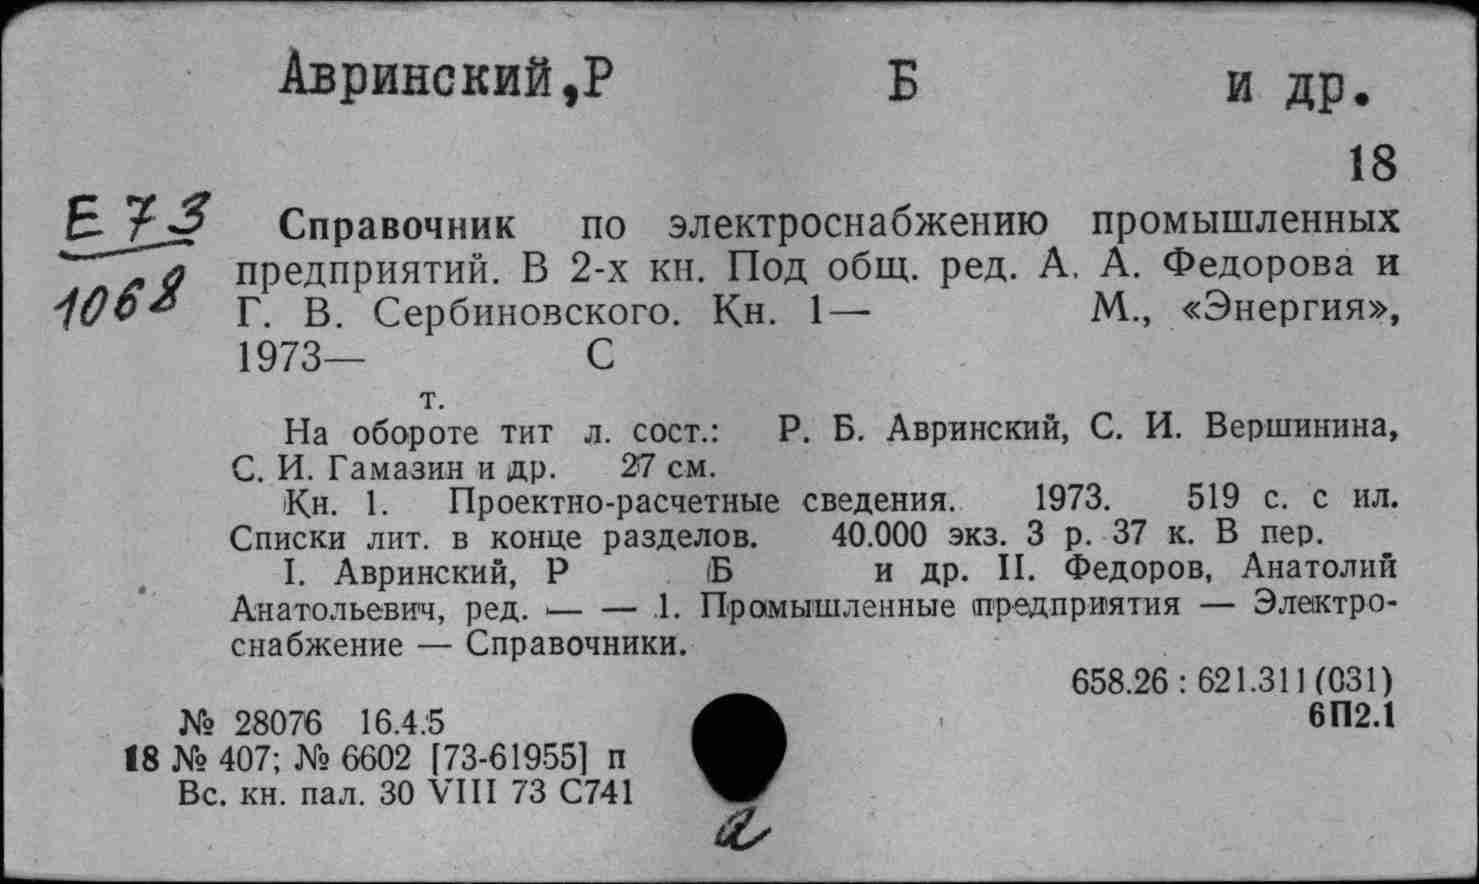 Авринский,Р Б и др.
18
Е73
1068
Справочник по электроснабжению промышленных
предприятий. В 2-х кн. Под общ. ред. А. А. Федорова и
Г. В. Сербиновского. Кн. 1— М., «Энергия»,
1973— С
т.
На обороте тит л. сост.: Р. Б. Авринский, С. И. Вершинина,
С. И. Гамазин и др. 27 см.
Кн. 1. Проектно-расчетные сведения. 1973. 519 с. с ил.
Списки лит. в конце разделов. 40.000 экз. 3 р. 37 к. В пер.
I. Авринский, Р Б и др. II. Федоров, Анатолий
Анатольевич, ред. — — 1. Промышленные предприятия — Электро-
снабжение — Справочники.
658.26 : 621.311(031)
№ 28076 16.4.5 6П2.1
18 № 407; № 6602 [73-61955] п
Вс. кн. пал. 30 VIII 73 С741